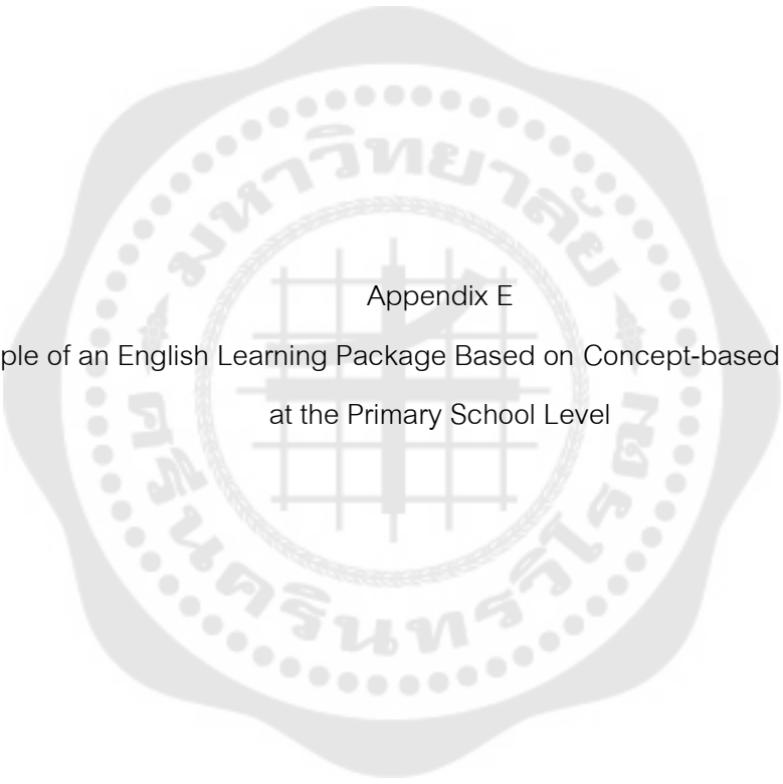 มหาวิทยาลัย
Appendix E
ple of an English Learning Package Based on Concept-based
at the Primary School Level
ศรีนครินทรวิโรฒ